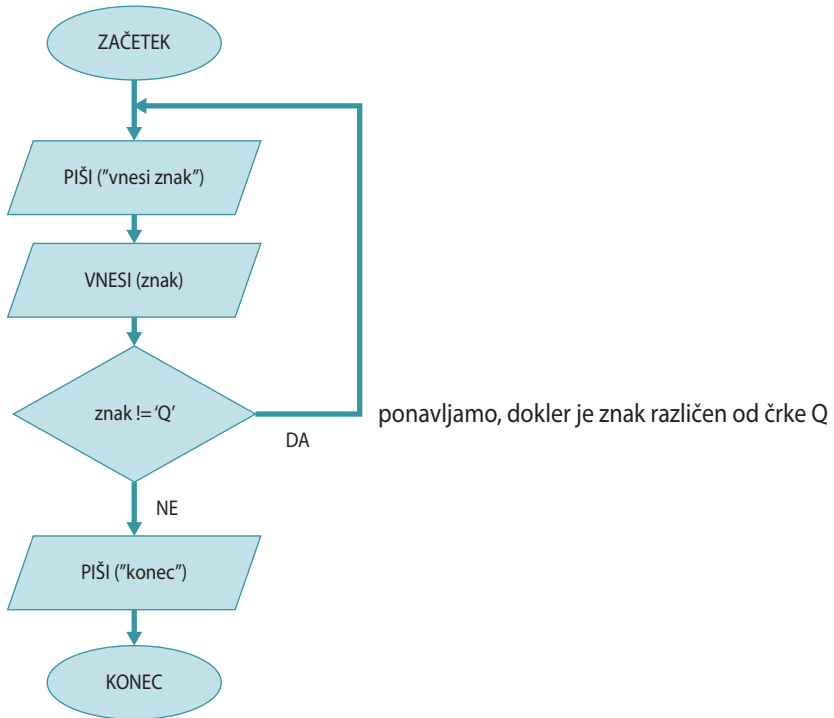 ZAČETEK
PIŠI ("vnesi znak")
VNESI (znak)
znak != 'Q'
DA
ponavljamo, dokler je znak različen od črke Q
NE
PIŠI ("konec")
KONEC